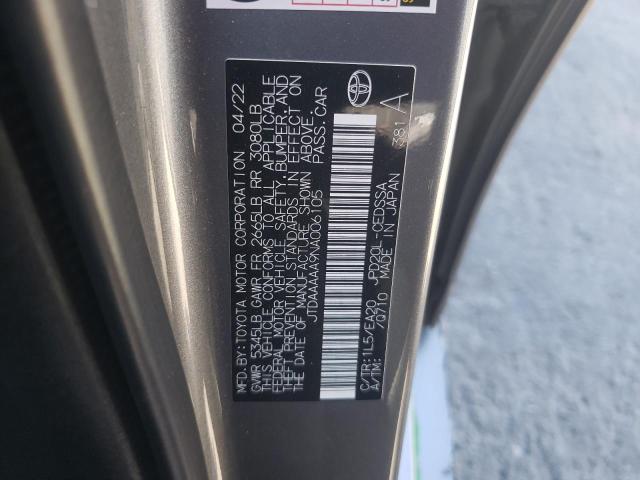 MFD.BY:TOYOTA MOTOR CORPORATION 04/22
GVWR 5345LB GAWR FR 2665LB RR 3080LB
THIS VEHICLE CONFORMS TO ALL APPLICABLE
FEDERAL MOTOR VEHICLE SAFETY,BUMPER,AND
THEFT PREVENTION STANDARDS IN EFFECT ON
THE DATE OF MANUFACTURE SHOWN ABOVE.
JTDAAAAA9NA006105 PASS.CAR
C/TR:1L5/EA20 JPD20L-CEDSSA
A/TM: /Q710 MADE IN JAPAN 381 A